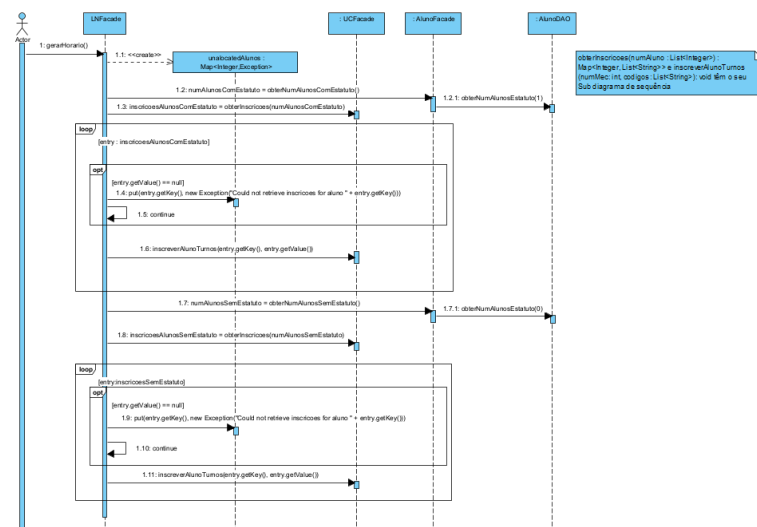 LNFacade
: UCFacade
: AlunoFacade
: AlunoDAO
Actor
1: gerarHorario()
1.1: <<create>>
unallocatedAlunos :
Map<Integer,Exception>
obterInscricoes(numAluno : List<Integer>) :
Map<Integer, List<String>> e inscreverAlunoTurnos
(numMec: int, codigos : List<String>): void têm o seu
Sub diagrama de sequência
1.2: numAlunosComEstatuto = obterNumAlunosComEstatuto()
1.2.1: obterNumAlunosEstatuto(1)
1.3: inscricoesAlunosComEstatuto = obterInscricoes(numAlunosComEstatuto)
loop
[entry : inscricoesAlunosComEstatuto]
opt
[entry.getValue() == null]
1.4: put(entry.getKey(), new Exception("Could not retrieve inscricoes for aluno " + entry.getKey()))
1.5: continue
1.6: inscreverAlunoTurnos(entry.getKey(), entry.getValue())
1.7: numAlunosSemEstatuto = obterNumAlunosSemEstatuto()
1.7.1: obterNumAlunosEstatuto(0)
1.8: inscricoesAlunosSemEstatuto = obterInscricoes(numAlunosSemEstatuto)
loop
[entry:inscricoesSemEstatuto]
opt
[entry.getValue() == null]
1.9: put(entry.getKey(), new Exception("Could not retrieve inscricoes for aluno " + entry.getKey()))
1.10: continue
1.11: inscreverAlunoTurnos(entry.getKey(), entry.getValue())